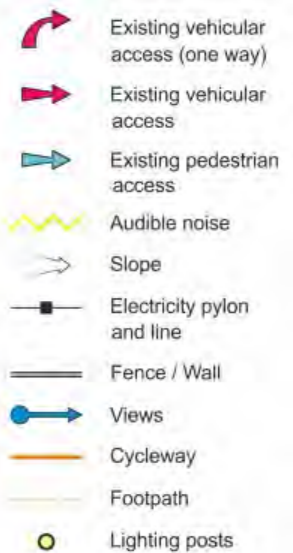 Existing vehicular
access (one way)
Existing vehicular
access
Existing pedestrian
access
Audible noise
Slope
Electricity pylon
and line
Fence / Wall
Views
Cycleway
Footpath
Lighting posts